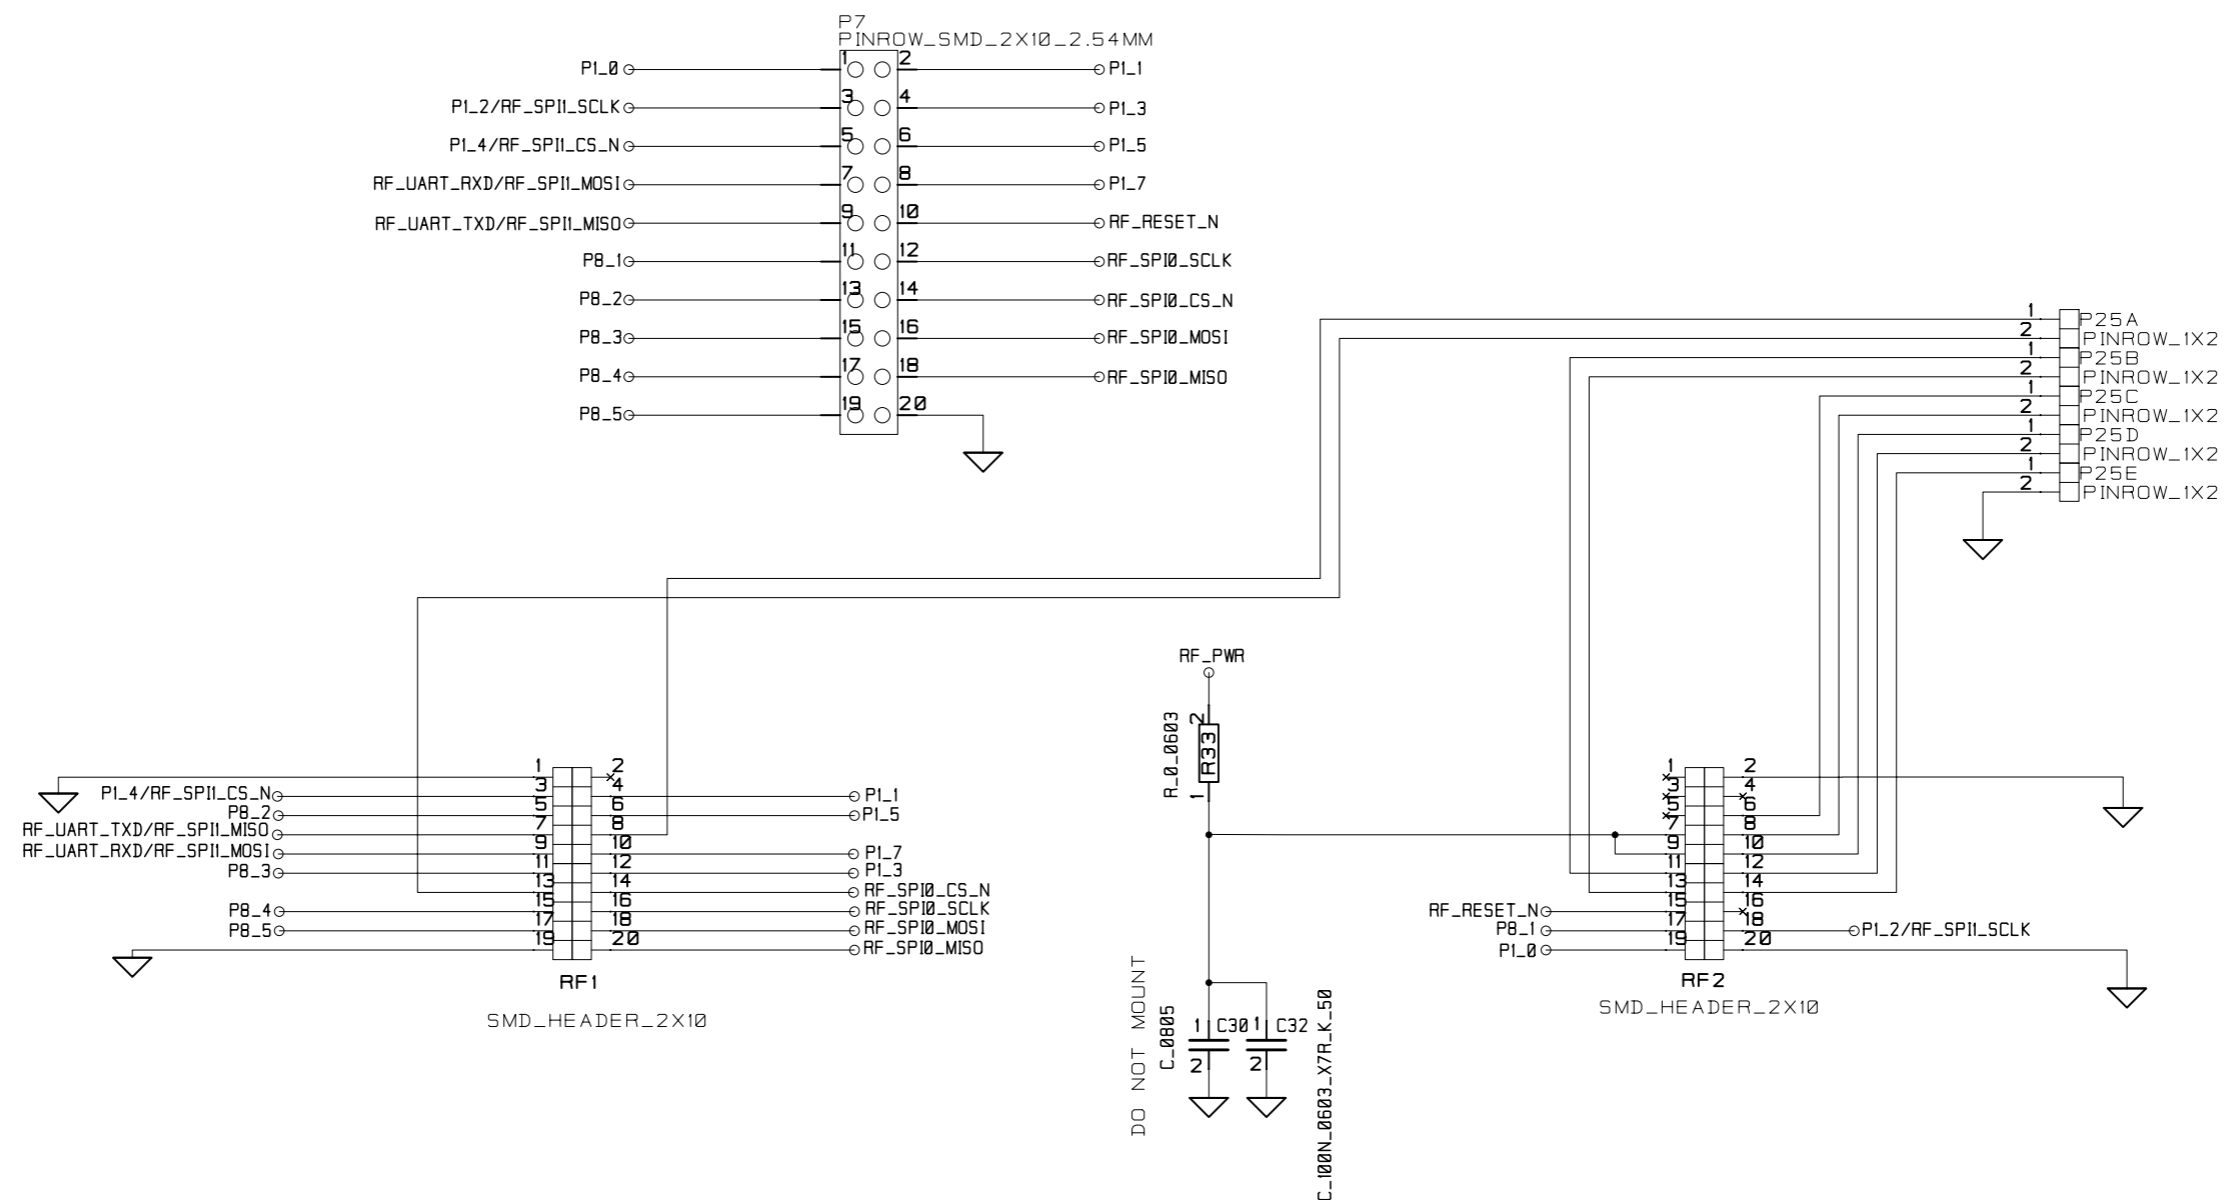 P7
PINROW_SMD_2X10_2.54MM
P1_0 1 2 P1_1
P1_2/RF_SPI1_SCLK 3 4 P1_3
P1_4/RF_SPI1_CS_N 5 6 P1_5
RF_UART_RXD/RF_SPI1_MOSI 7 8 P1_7
RF_UART_TXD/RF_SPI1_MISO 9 10 RF_RESET_N
P8_1 11 12 RF_SPI0_SCLK
P8_2 13 14 RF_SPI0_CS_N
P8_3 15 16 RF_SPI0_MOSI
P8_4 17 18 RF_SPI0_MISO
P8_5 19 20
1 P25A
2 PINROW_1X2
1 P25B
2 PINROW_1X2
1 P25C
2 PINROW_1X2
1 P25D
2 PINROW_1X2
1 P25E
2 PINROW_1X2
RF_PWR
R_0_0603
2
R33
1
1 2
P1_4/RF_SPI1_CS_N 3 4 P1_1
P8_2 5 6 P1_5
RF_UART_TXD/RF_SPI1_MISO 7 8
RF_UART_RXD/RF_SPI1_MOSI 9 10 P1_7
P8_3 11 12 P1_3
13 14 RF_SPI0_CS_N
P8_4 15 16 RF_SPI0_SCLK
P8_5 17 18 RF_SPI0_MOSI
19 20 RF_SPI0_MISO
RF1
SMD_HEADER_2X10
1 2
3 4
5 6
7 8
9 10
11 12
13 14
RF_RESET_N 15 16
P8_1 17 18 P1_2/RF_SPI1_SCLK
P1_0 19 20
RF2
SMD_HEADER_2X10
DO NOT MOUNT
C_0805
1 C30
2
1 C32
2
C_100N_0603_X7R_K_50